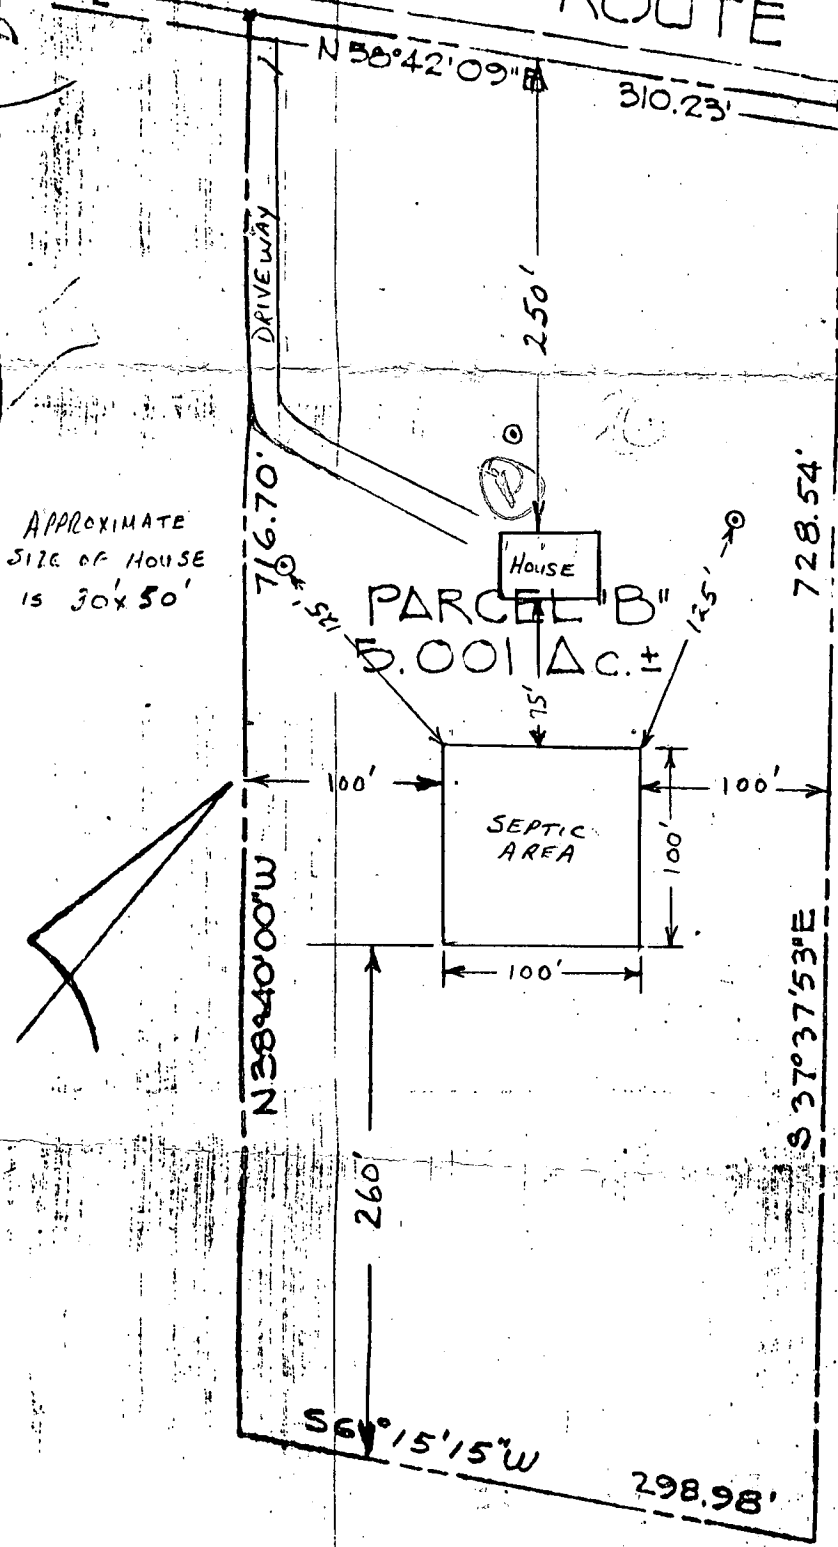 ROUTE
N 58°42'09"E
310.23'
DRIVEWAY
250'
716.70'
728.54'
APPROXIMATE
SIZE OF HOUSE
IS 30'x 50'
HOUSE
PARCEL "B"
5.001 Ac.±
125'
125'
75'
100'
100'
SEPTIC
AREA
100'
100'
N38°40'00"W
S 37°37'53"E
260'
°15'15"W
298.98'